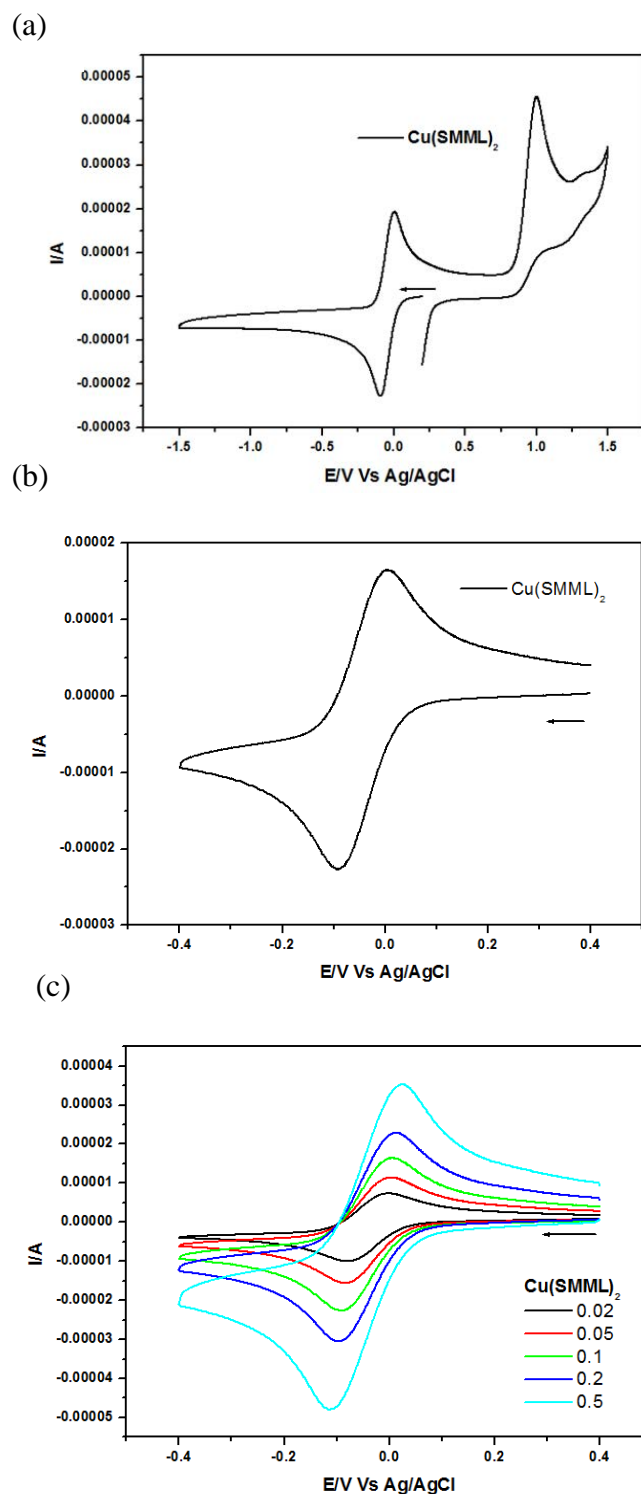 (a)
0.00005
0.00004
0.00003
0.00002
0.00001
0.00000
-0.00001
-0.00002
-0.00003
I/A
Cu(SMML)₂
-1.5 -1.0 -0.5 0.0 0.5 1.0 1.5
E/V Vs Ag/AgCl
(b)
0.00002
0.00001
0.00000
-0.00001
-0.00002
-0.00003
I/A
Cu(SMML)₂
-0.4 -0.2 0.0 0.2 0.4
E/V Vs Ag/AgCl
(c)
0.00004
0.00003
0.00002
0.00001
0.00000
-0.00001
-0.00002
-0.00003
-0.00004
-0.00005
I/A
Cu(SMML)₂
0.02
0.05
0.1
0.2
0.5
-0.4 -0.2 0.0 0.2 0.4
E/V Vs Ag/AgCl